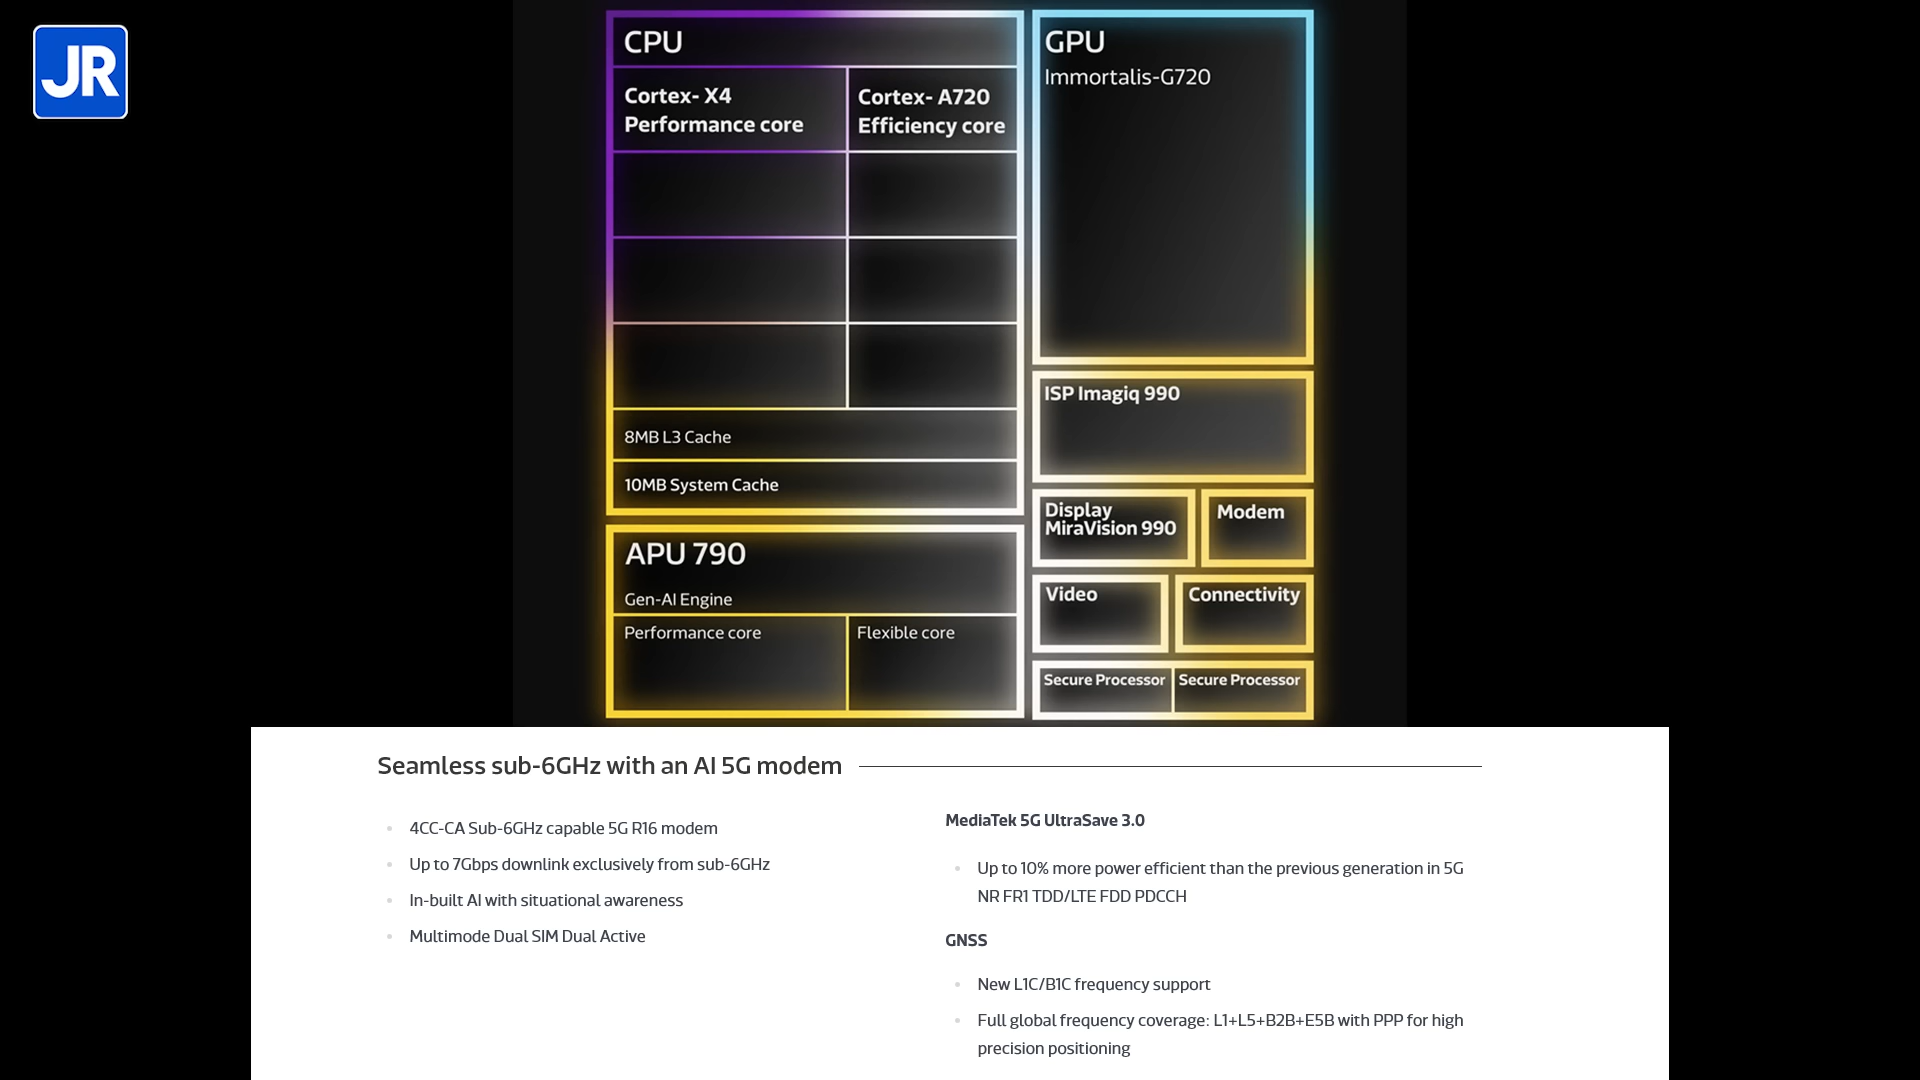 JR
CPU
Cortex- X4
Performance core
Cortex- A720
Efficiency core
8MB L3 Cache
10MB System Cache
APU 790
Gen-AI Engine
Performance core
Flexible core
GPU
Immortalis-G720
ISP Imagiq 990
Display
MiraVision 990
Modem
Video
Connectivity
Secure Processor
Secure Processor
Seamless sub-6GHz with an AI 5G modem
4CC-CA Sub-6GHz capable 5G R16 modem
Up to 7Gbps downlink exclusively from sub-6GHz
In-built AI with situational awareness
Multimode Dual SIM Dual Active
MediaTek 5G UltraSave 3.0
Up to 10% more power efficient than the previous generation in 5G
NR FR1 TDD/LTE FDD PDCCH
GNSS
New L1C/B1C frequency support
Full global frequency coverage: L1+L5+B2B+E5B with PPP for high
precision positioning